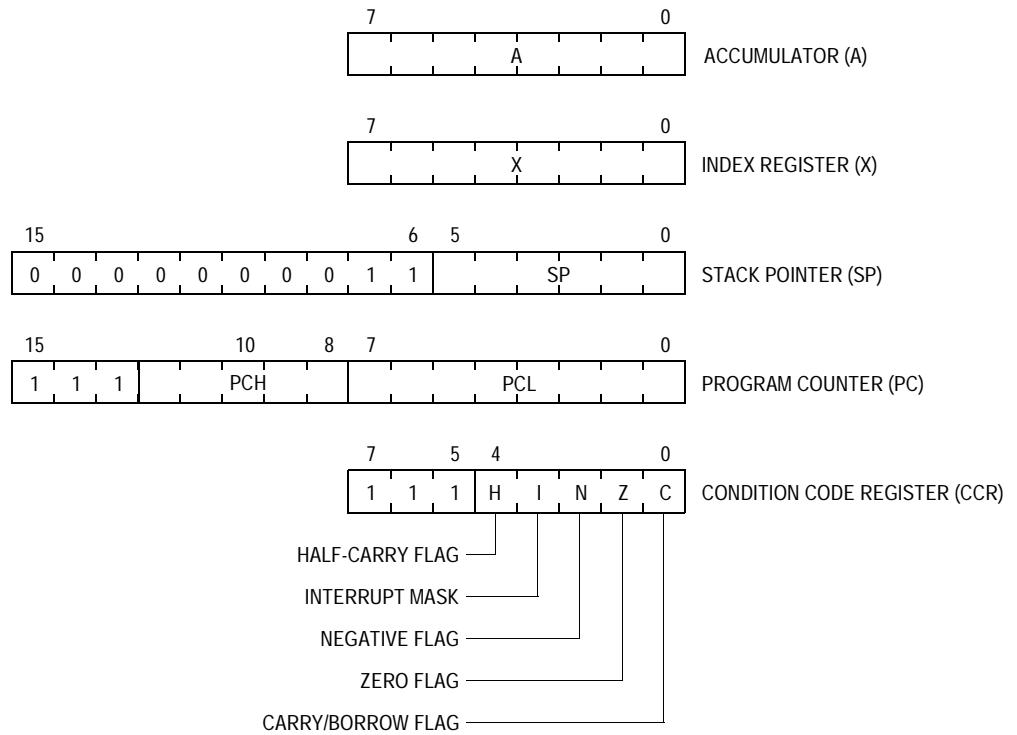 7 0
A ACCUMULATOR (A)
7 0
X INDEX REGISTER (X)
15 6 5 0
0 0 0 0 0 0 0 0 1 1 SP STACK POINTER (SP)
15 10 8 7 0
1 1 1 PCH PCL PROGRAM COUNTER (PC)
7 5 4 0
1 1 1 H I N Z C CONDITION CODE REGISTER (CCR)
HALF-CARRY FLAG
INTERRUPT MASK
NEGATIVE FLAG
ZERO FLAG
CARRY/BORROW FLAG